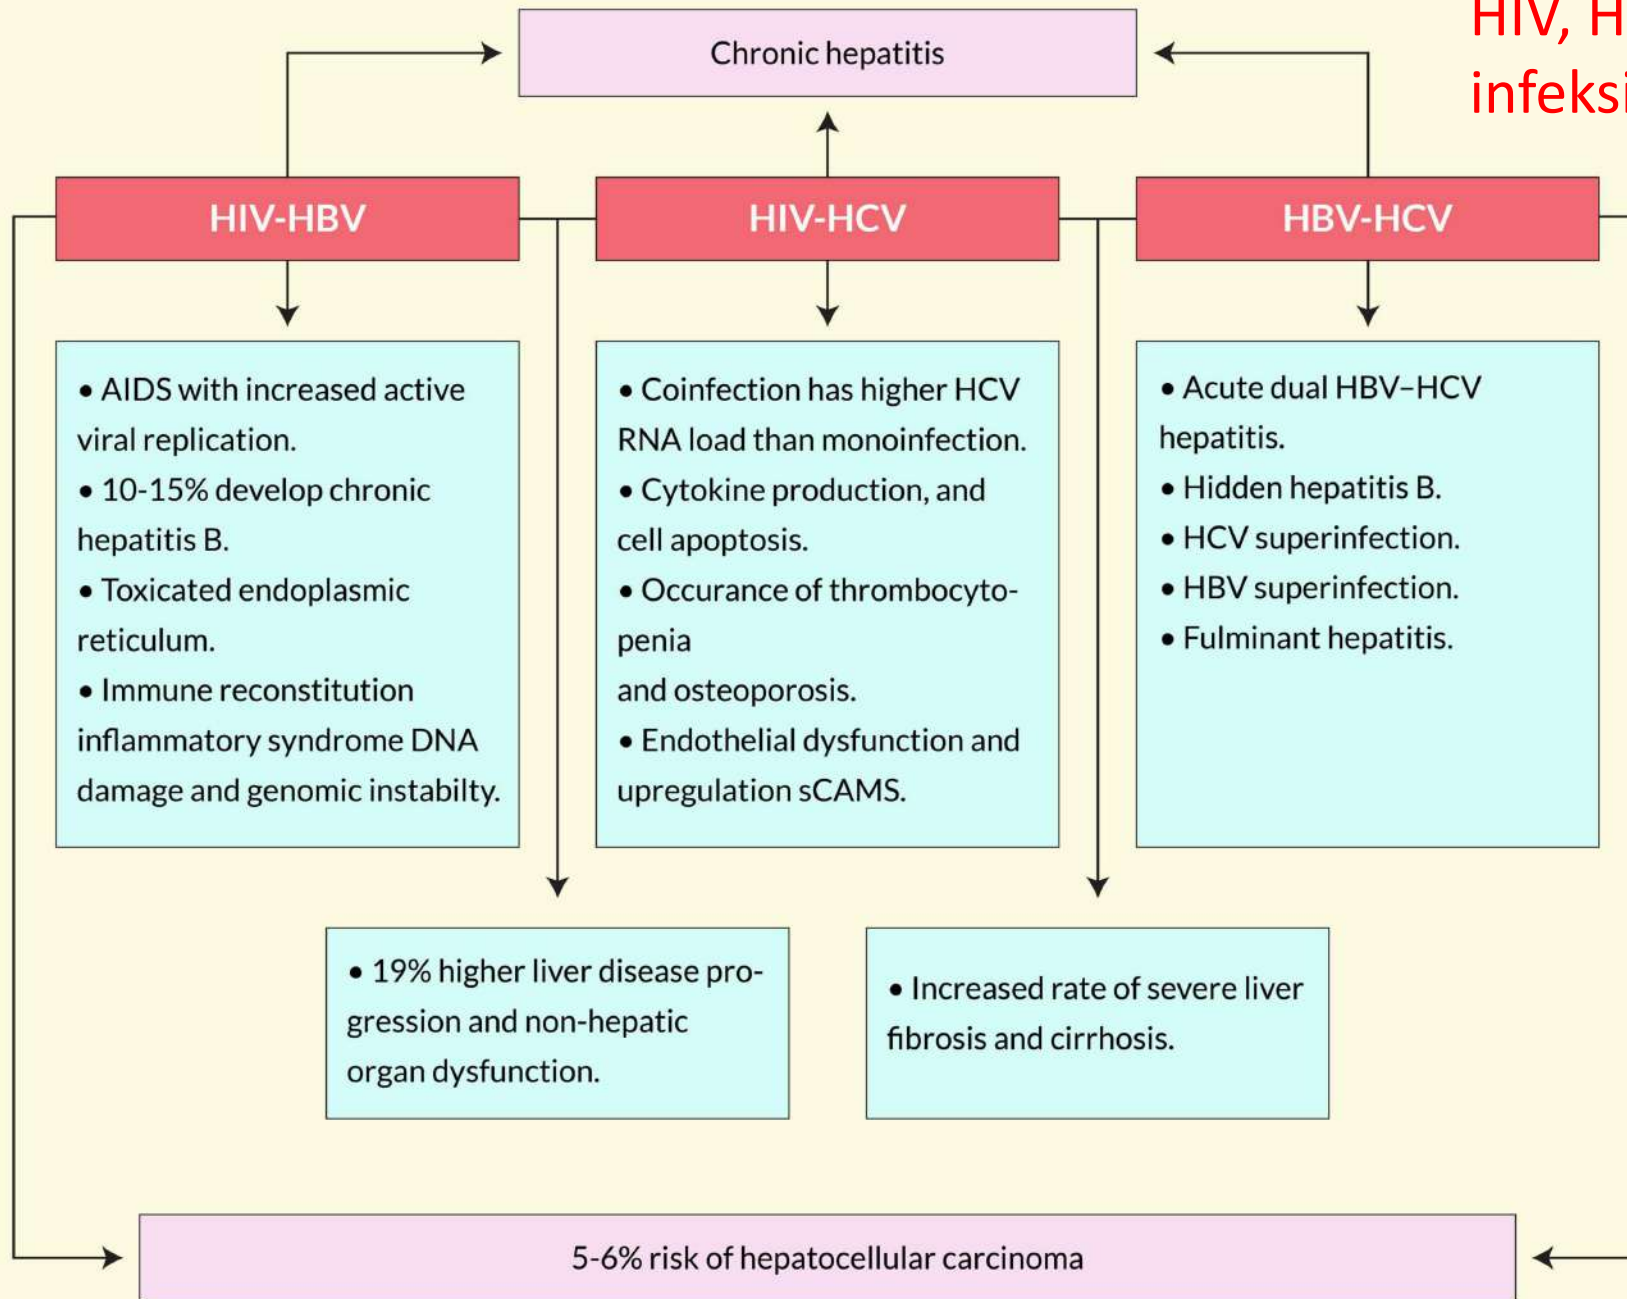 HIV, H
infeksi
Chronic hepatitis
HIV-HBV
HIV-HCV
HBV-HCV
• AIDS with increased active
viral replication.
• 10-15% develop chronic
hepatitis B.
• Toxicated endoplasmic
reticulum.
• Immune reconstitution
inflammatory syndrome DNA
damage and genomic instabilty.
• Coinfection has higher HCV
RNA load than monoinfection.
• Cytokine production, and
cell apoptosis.
• Occurance of thrombocyto-
penia
and osteoporosis.
• Endothelial dysfunction and
upregulation sCAMS.
• Acute dual HBV–HCV
hepatitis.
• Hidden hepatitis B.
• HCV superinfection.
• HBV superinfection.
• Fulminant hepatitis.
• 19% higher liver disease pro-
gression and non-hepatic
organ dysfunction.
• Increased rate of severe liver
fibrosis and cirrhosis.
5-6% risk of hepatocellular carcinoma